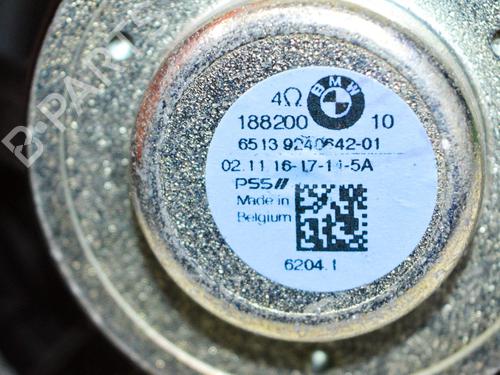 B-PARTS
4Ω BMW
188200 10
6513 9240642-01
02.11.16-17-14-5A
PSS//
Made in
Belgium
6204.1